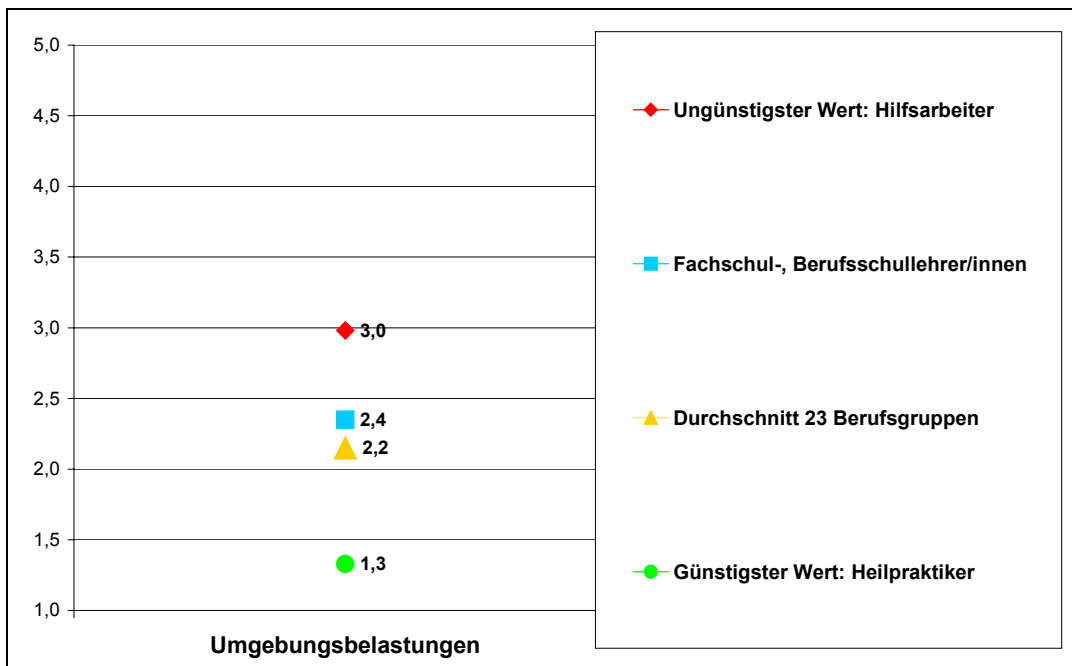 5,0
4,5
4,0
3,5
3,0
2,5
2,0
1,5
1,0
3,0
2,4
2,2
1,3
Umgebungsbelastungen
Ungünstigster Wert: Hilfsarbeiter
Fachschul-, Berufsschullehrer/innen
Durchschnitt 23 Berufsgruppen
Günstigster Wert: Heilpraktiker